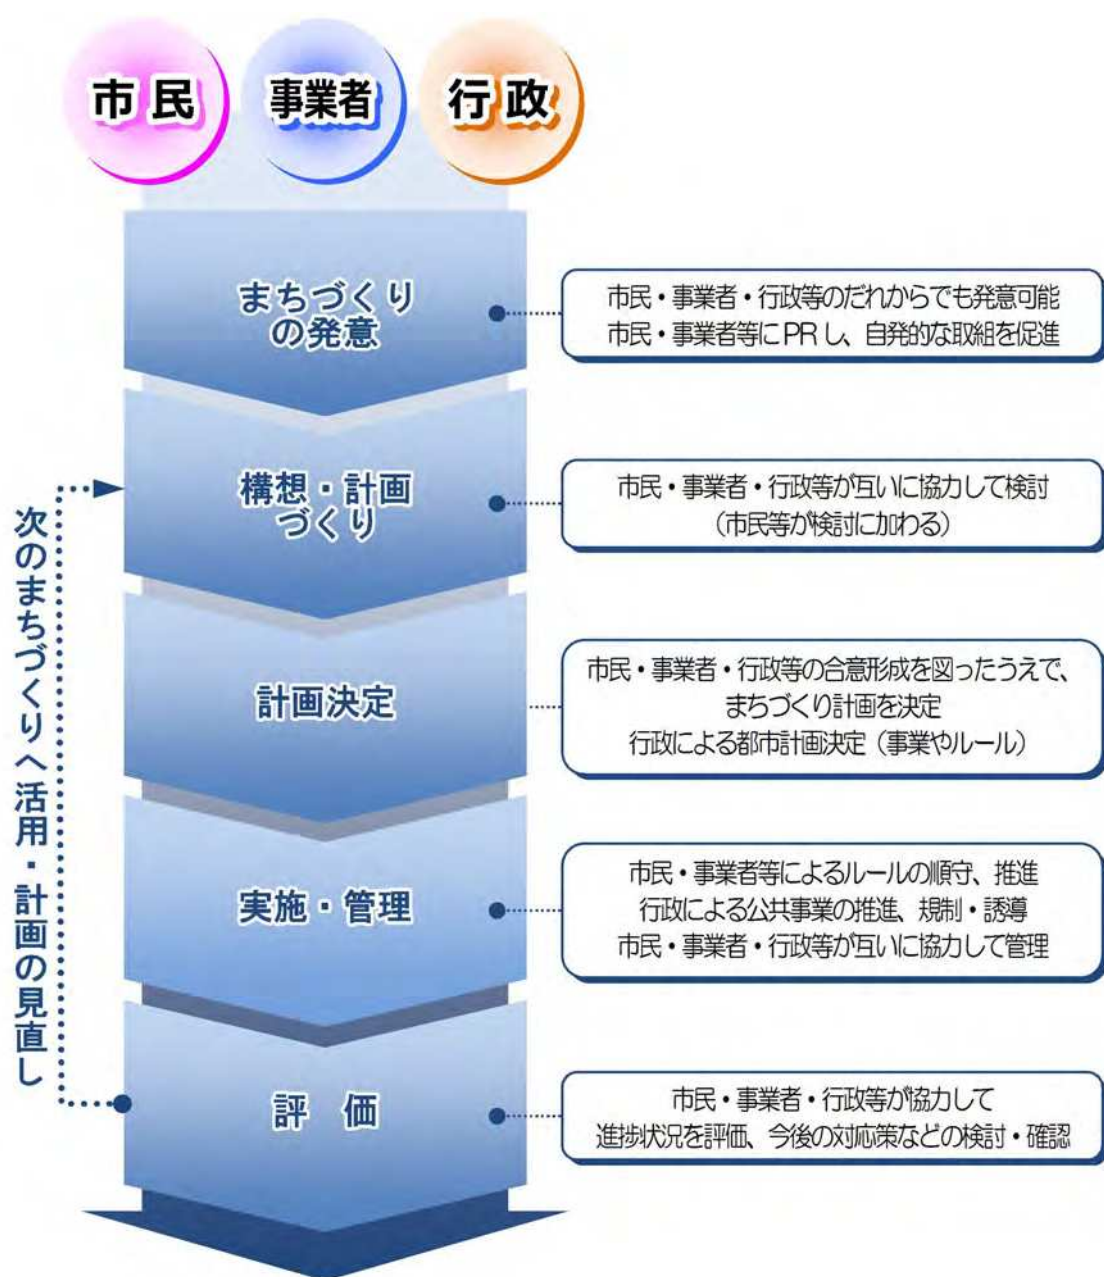 市民
事業者
行政
まちづくり
の発意
市民・事業者・行政等のだれからでも発意可能
市民・事業者等にPRし、自発的な取組を促進
構想・計画
づくり
市民・事業者・行政等が互いに協力して検討
（市民等が検討に加わる）
計画決定
市民・事業者・行政等の合意形成を図ったうえで、
まちづくり計画を決定
行政による都市計画決定（事業やルール）
実施・管理
市民・事業者等によるルールの順守、推進
行政による公共事業の推進、規制・誘導
市民・事業者・行政等が互いに協力して管理
評　価
市民・事業者・行政等が協力して
進捗状況を評価、今後の対応策などの検討・確認
次のまちづくりへ活用・計画の見直し